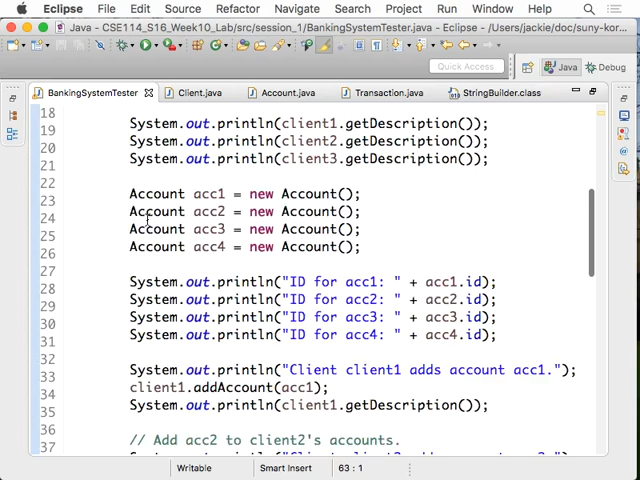 Eclipse File Edit Source Refactor Navigate Search Project Run Window Help
Java - CSE114_S16_Week10_Lab/src/session_1/BankingSystemTester.java - Eclipse - /Users/jackie/doc/suny-kor...
Quick Access Java Debug
BankingSystemTester Client.java Account.java Transaction.java StringBuilder.class
18
19 System.out.println(client1.getDescription());
20 System.out.println(client2.getDescription());
21 System.out.println(client3.getDescription());
22
23 Account acc1 = new Account();
24 Account acc2 = new Account();
25 Account acc3 = new Account();
26 Account acc4 = new Account();
27
28 System.out.println("ID for acc1: " + acc1.id);
29 System.out.println("ID for acc2: " + acc2.id);
30 System.out.println("ID for acc3: " + acc3.id);
31 System.out.println("ID for acc4: " + acc4.id);
32
33 System.out.println("Client client1 adds account acc1.");
34 client1.addAccount(acc1);
35 System.out.println(client1.getDescription());
36
37 // Add acc2 to client2's accounts.
Writable Smart Insert 63 : 1